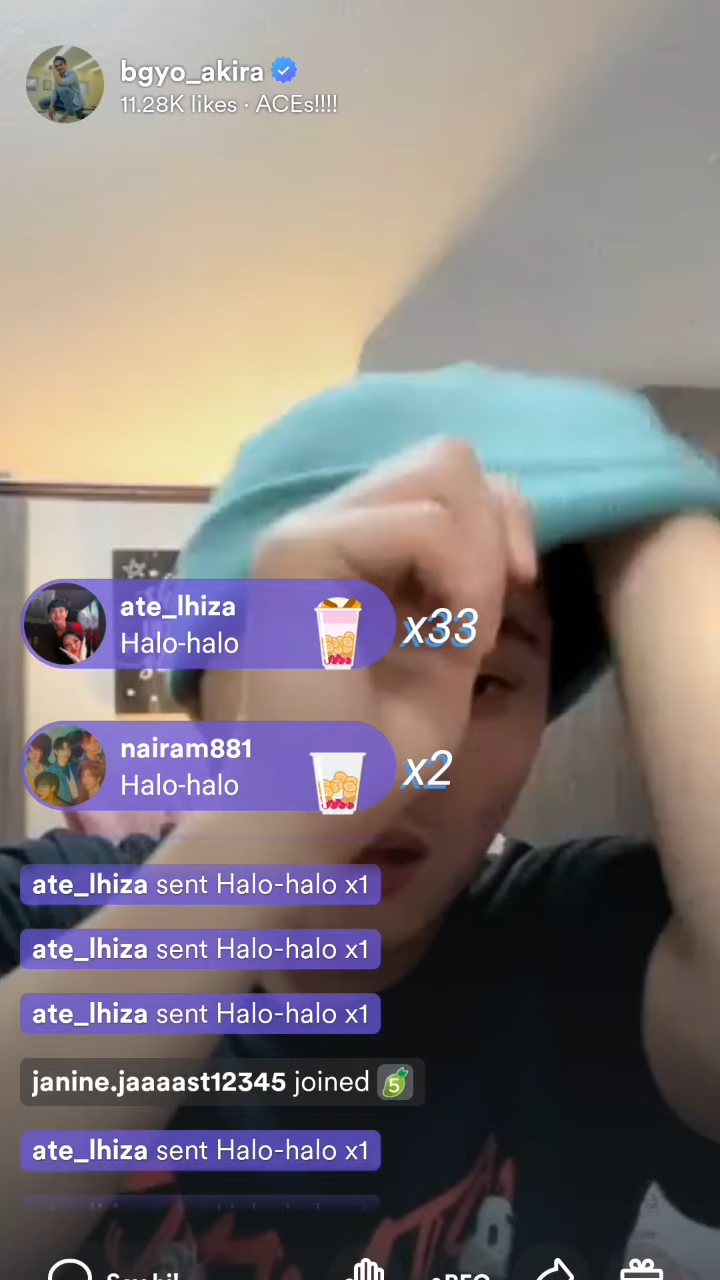 bgyo_akira
11.28K likes · ACEs!!!!
ate_lhiza
Halo-halo
x33
nairam881
Halo-halo
x2
ate_lhiza sent Halo-halo x1
ate_lhiza sent Halo-halo x1
ate_lhiza sent Halo-halo x1
janine.jaaaast12345 joined 5
ate_lhiza sent Halo-halo x1